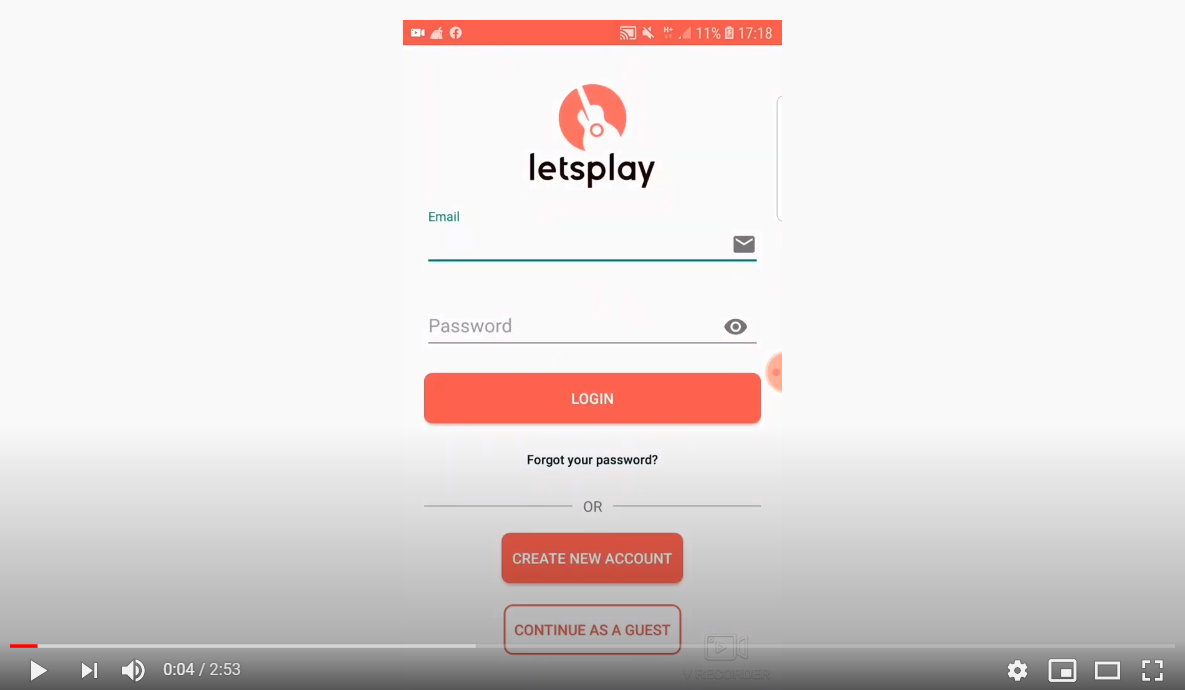 11% 17:18
letsplay
Email
Password
LOGIN
Forgot your password?
OR
CREATE NEW ACCOUNT
CONTINUE AS A GUEST
V RECORDER
0:04 / 2:53